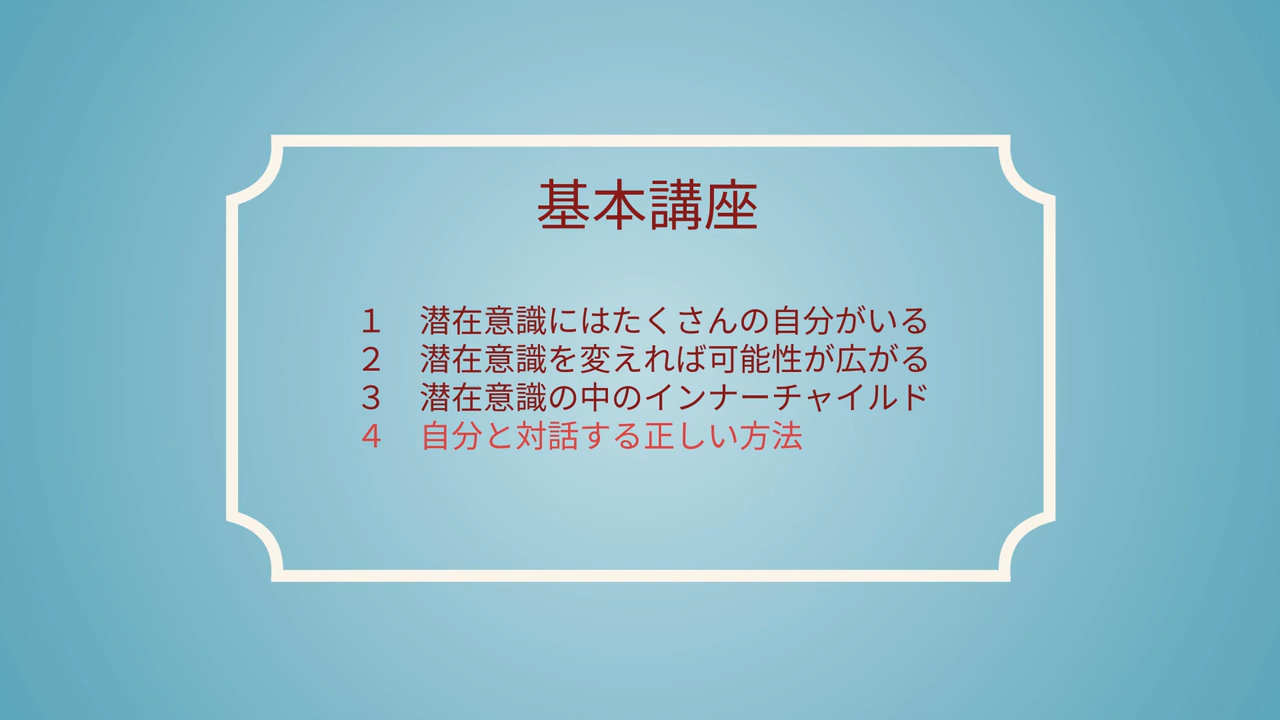 基本講座
１　潜在意識にはたくさんの自分がいる
２　潜在意識を変えれば可能性が広がる
３　潜在意識の中のインナーチャイルド
４　自分と対話する正しい方法